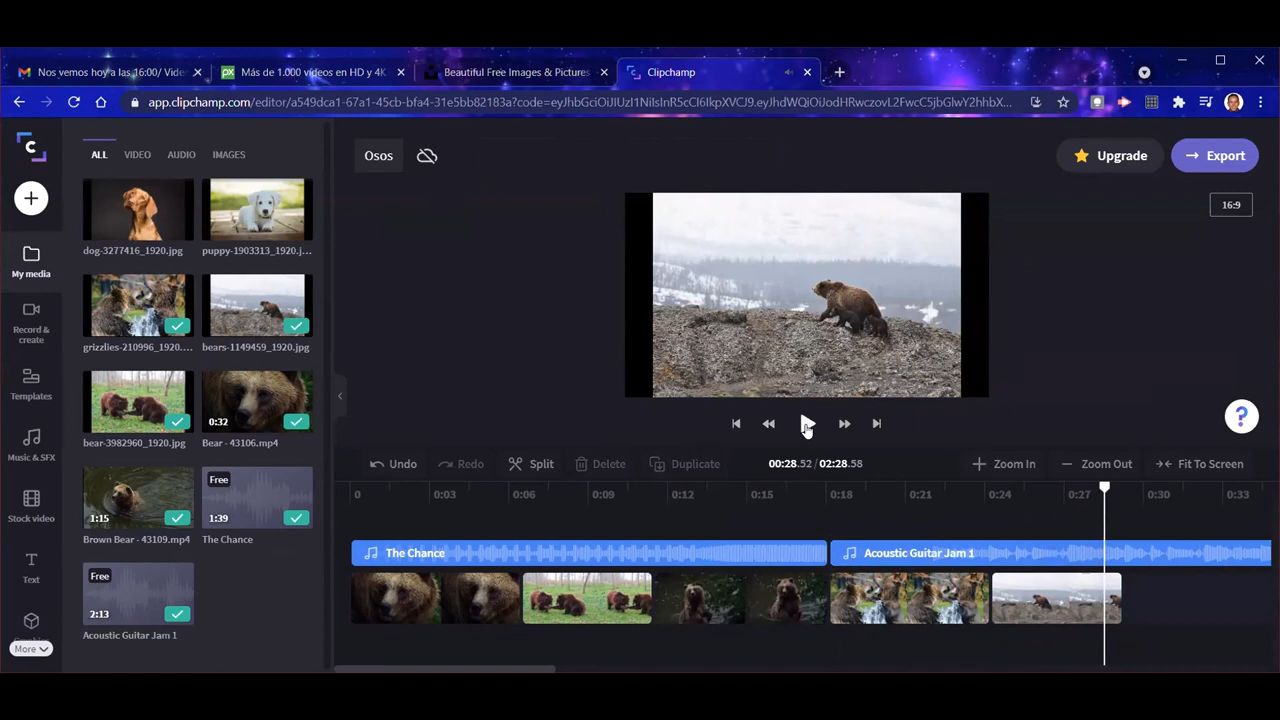 Nos vemos hoy a las 16:00/ Vide
Más de 1.000 vídeos en HD y 4K
Beautiful Free Images & Pictures
Clipchamp
app.clipchamp.com/editor/a549dca1-67a1-45cb-bfa4-31e5bb82183a?code=eyJhbGciOiJIUzI1NiIsInR5cCI6IkpXVCJ9.eyJhdWQiOiJodHRwczovL2FwcC5jbGlwY2hhbX...
ALL VIDEO AUDIO IMAGES
Osos
Upgrade
Export
16:9
dog-3277416_1920.jpg
puppy-1903313_1920.j...
My media
Record & create
grizzlies-210996_1920....
bears-1149459_1920.jpg
Templates
0:32
bear-3982960_1920.jpg
Bear - 43106.mp4
Music & SFX
Free
1:15
1:39
Brown Bear - 43109.mp4
The Chance
Stock video
Text
Free
2:13
Acoustic Guitar Jam 1
More
Undo Redo Split Delete Duplicate 00:28.52 / 02:28.58 Zoom In Zoom Out Fit To Screen
0 0:03 0:06 0:09 0:12 0:15 0:18 0:21 0:24 0:27 0:30 0:33
The Chance
Acoustic Guitar Jam 1